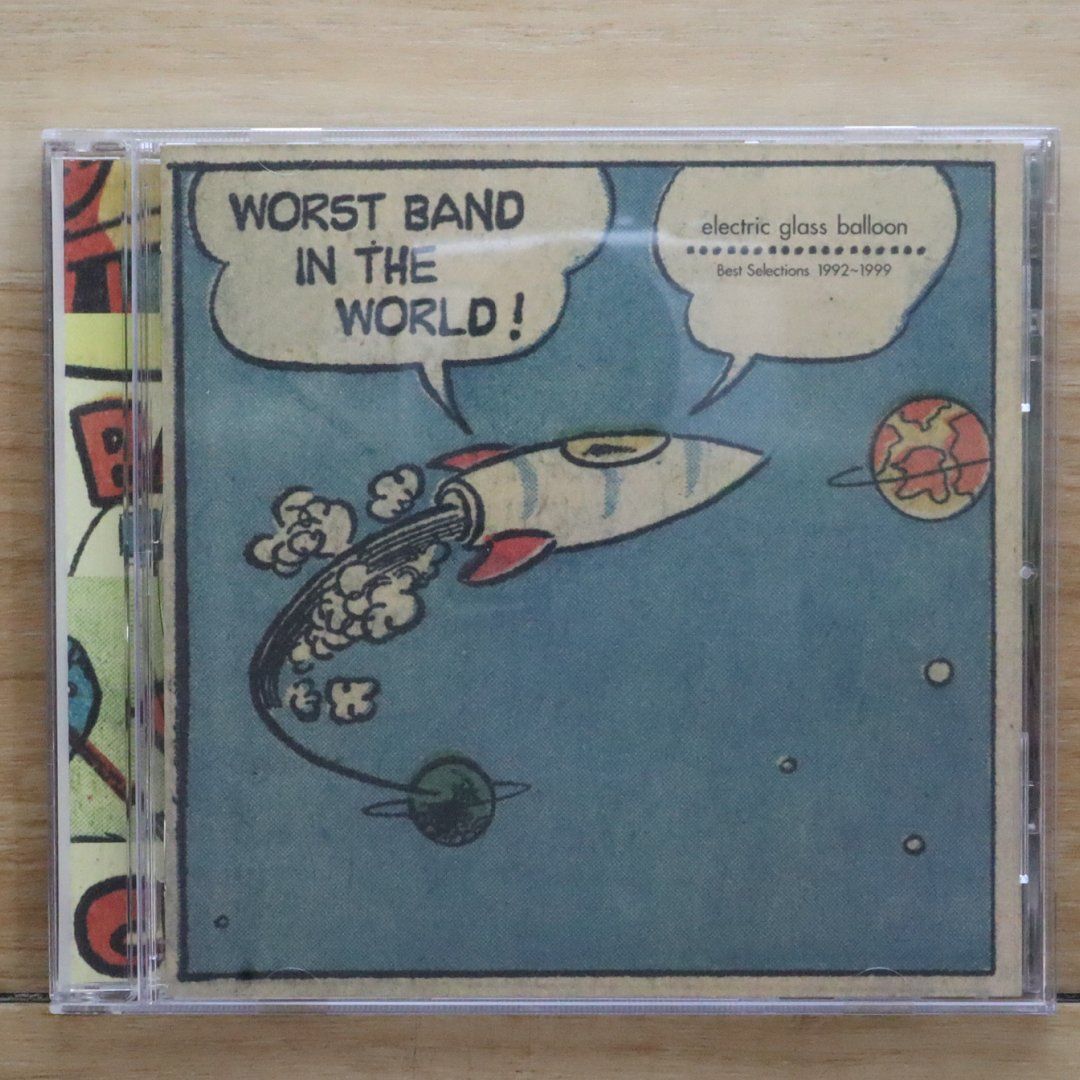 WORST BAND
IN THE
WORLD!
electric glass balloon
Best Selections 1992~1999